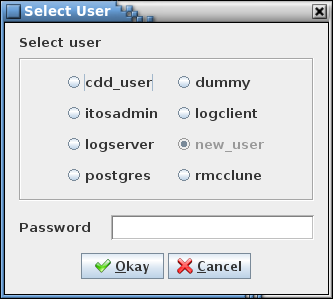 Select User
Select user
cdd_user dummy
itosadmin logclient
logserver new_user
postgres rmcclune
Password
Okay Cancel